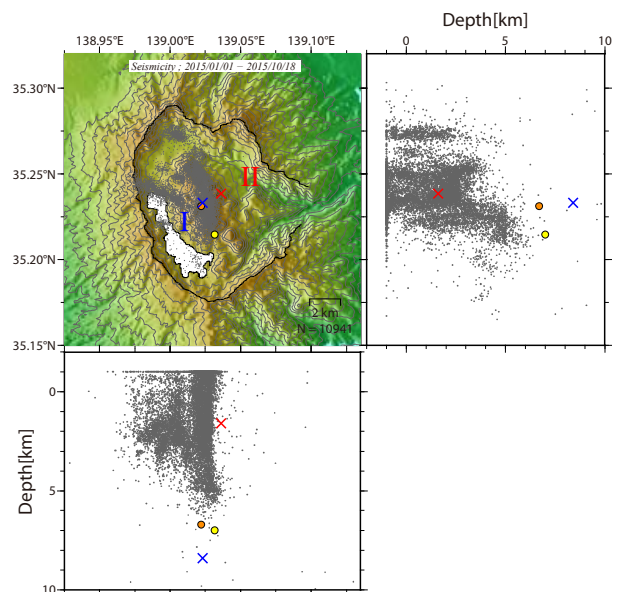 Depth[km]
138.95°E 139.00°E 139.05°E 139.10°E
0 5 10
Seismicity ; 2015/01/01 − 2015/10/18
35.30°N
35.25°N
II
I
35.20°N
2 km
N = 10941
35.15°N
0
Depth[km]
5
10